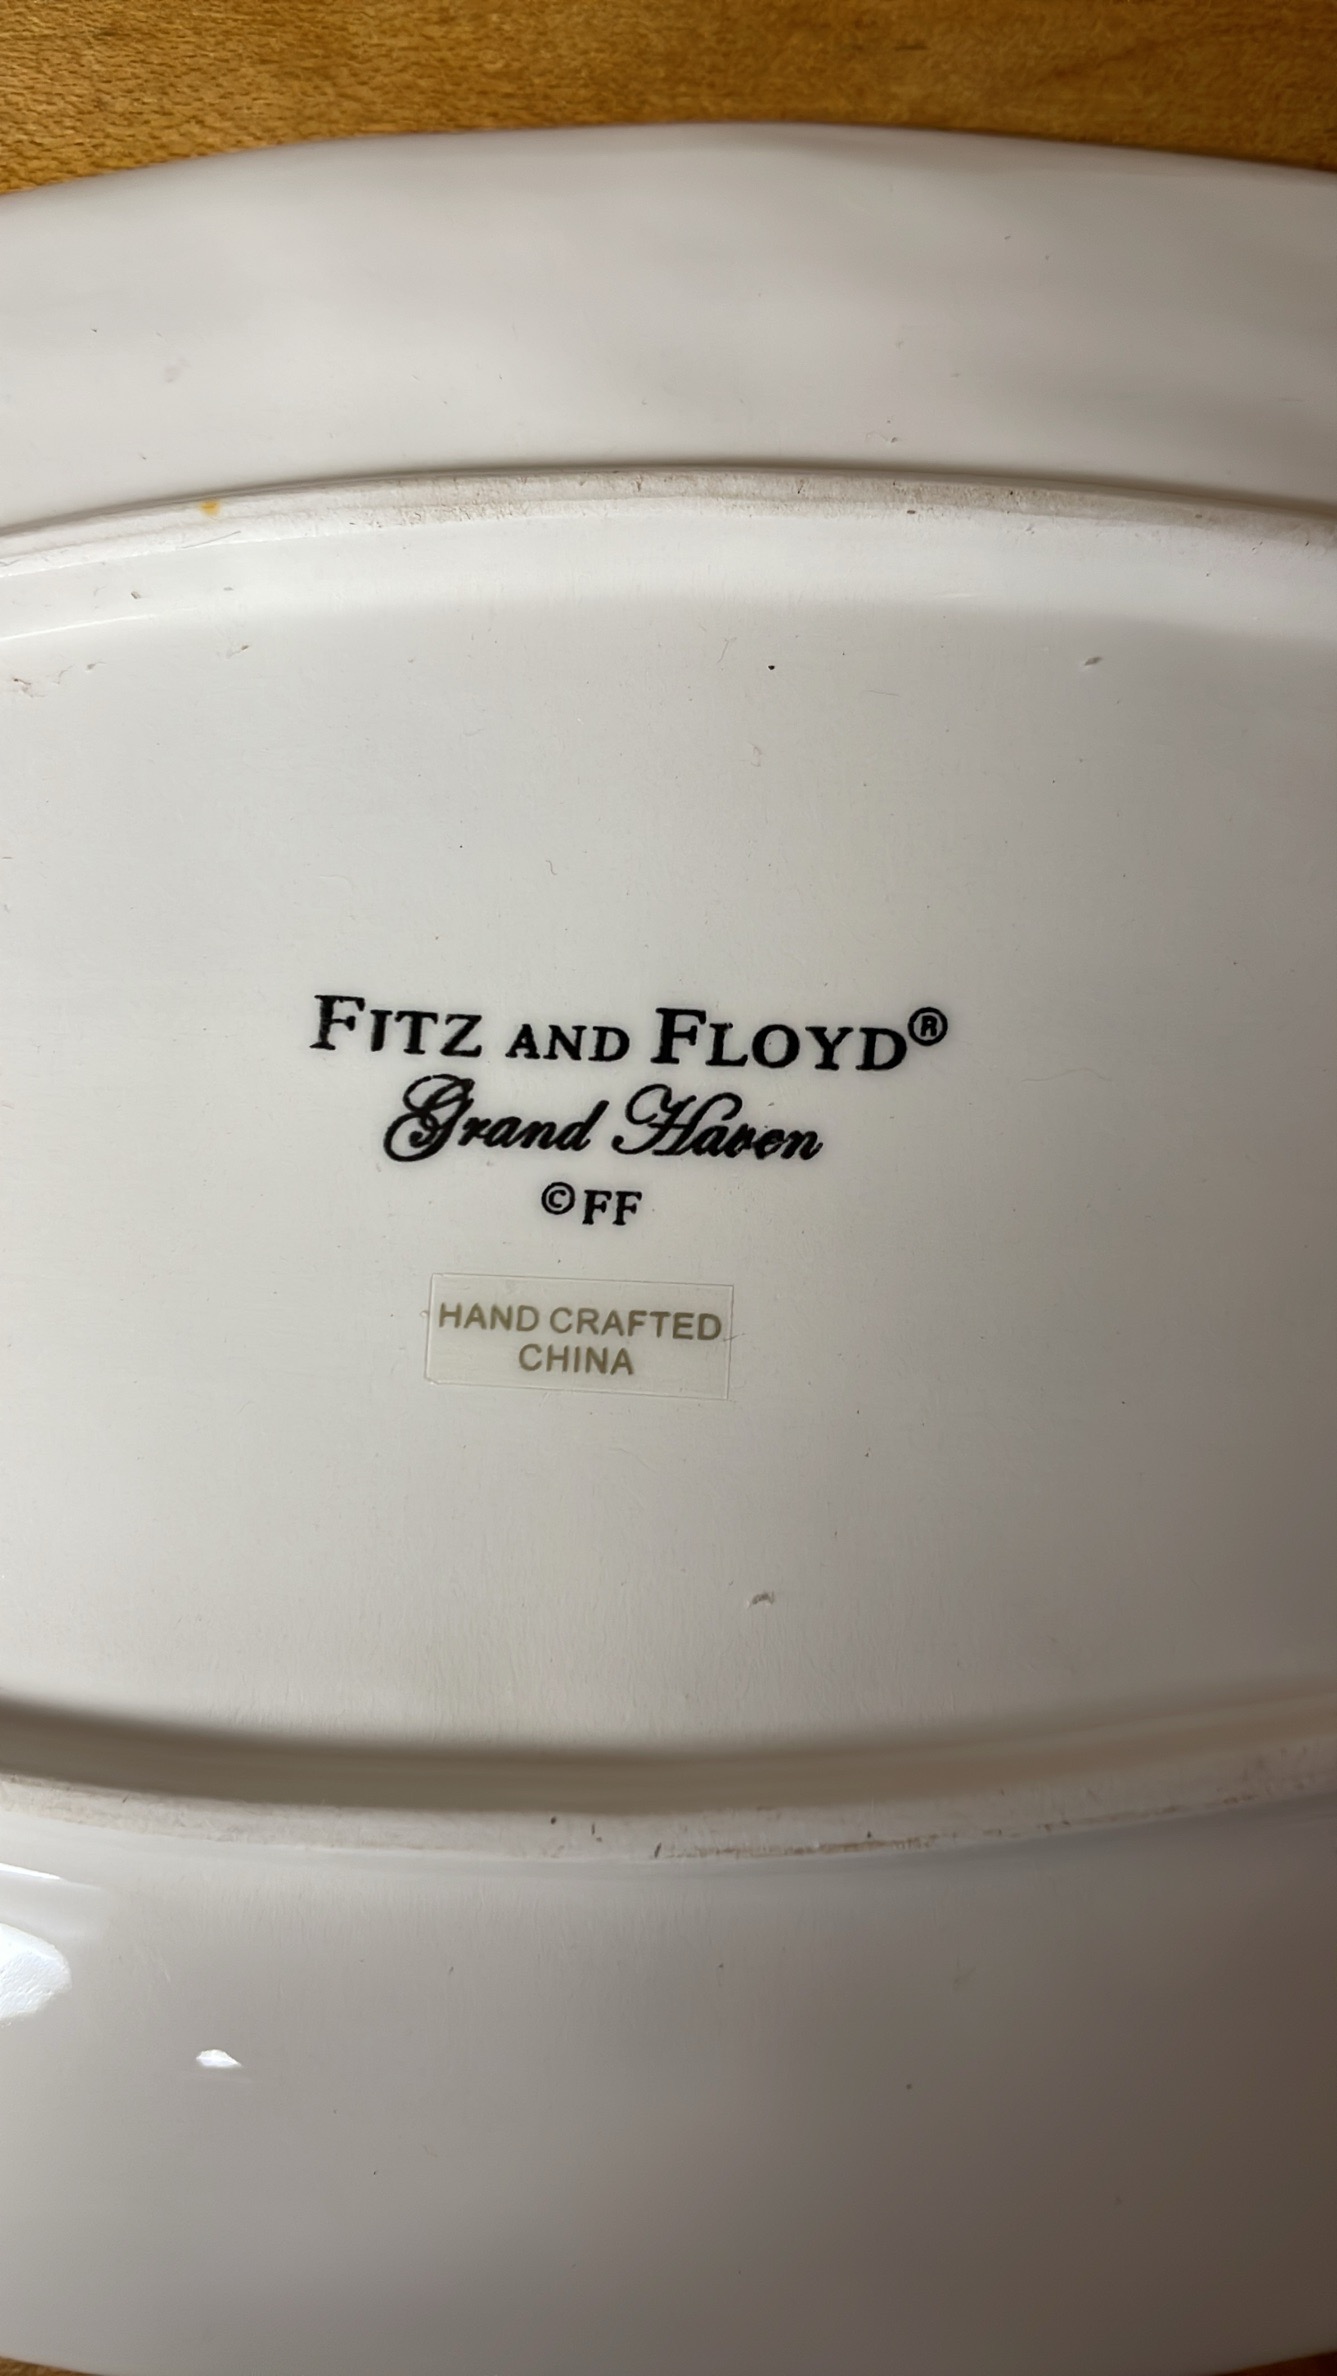 FITZ AND FLOYD®
Grand Haven
©FF
HAND CRAFTED
CHINA